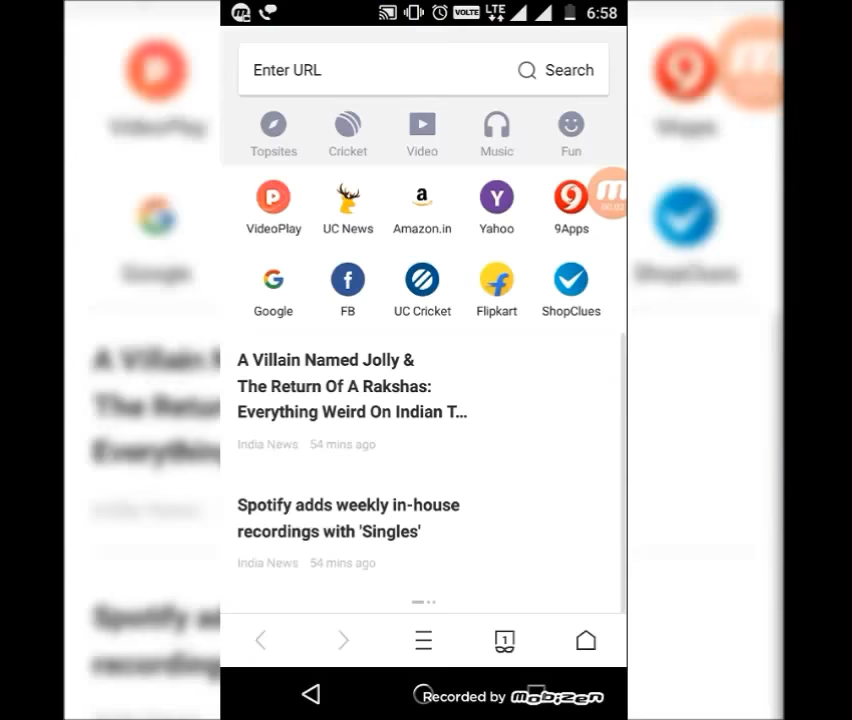 VOLTE LTE 6:58
Enter URL Search
Topsites Cricket Video Music Fun
VideoPlay UC News Amazon.in Yahoo 9Apps
Google FB UC Cricket Flipkart ShopClues
A Villain Named Jolly &
The Return Of A Rakshas:
Everything Weird On Indian T...
India News 54 mins ago
Spotify adds weekly in-house
recordings with 'Singles'
India News 54 mins ago
1
Recorded by mobizen